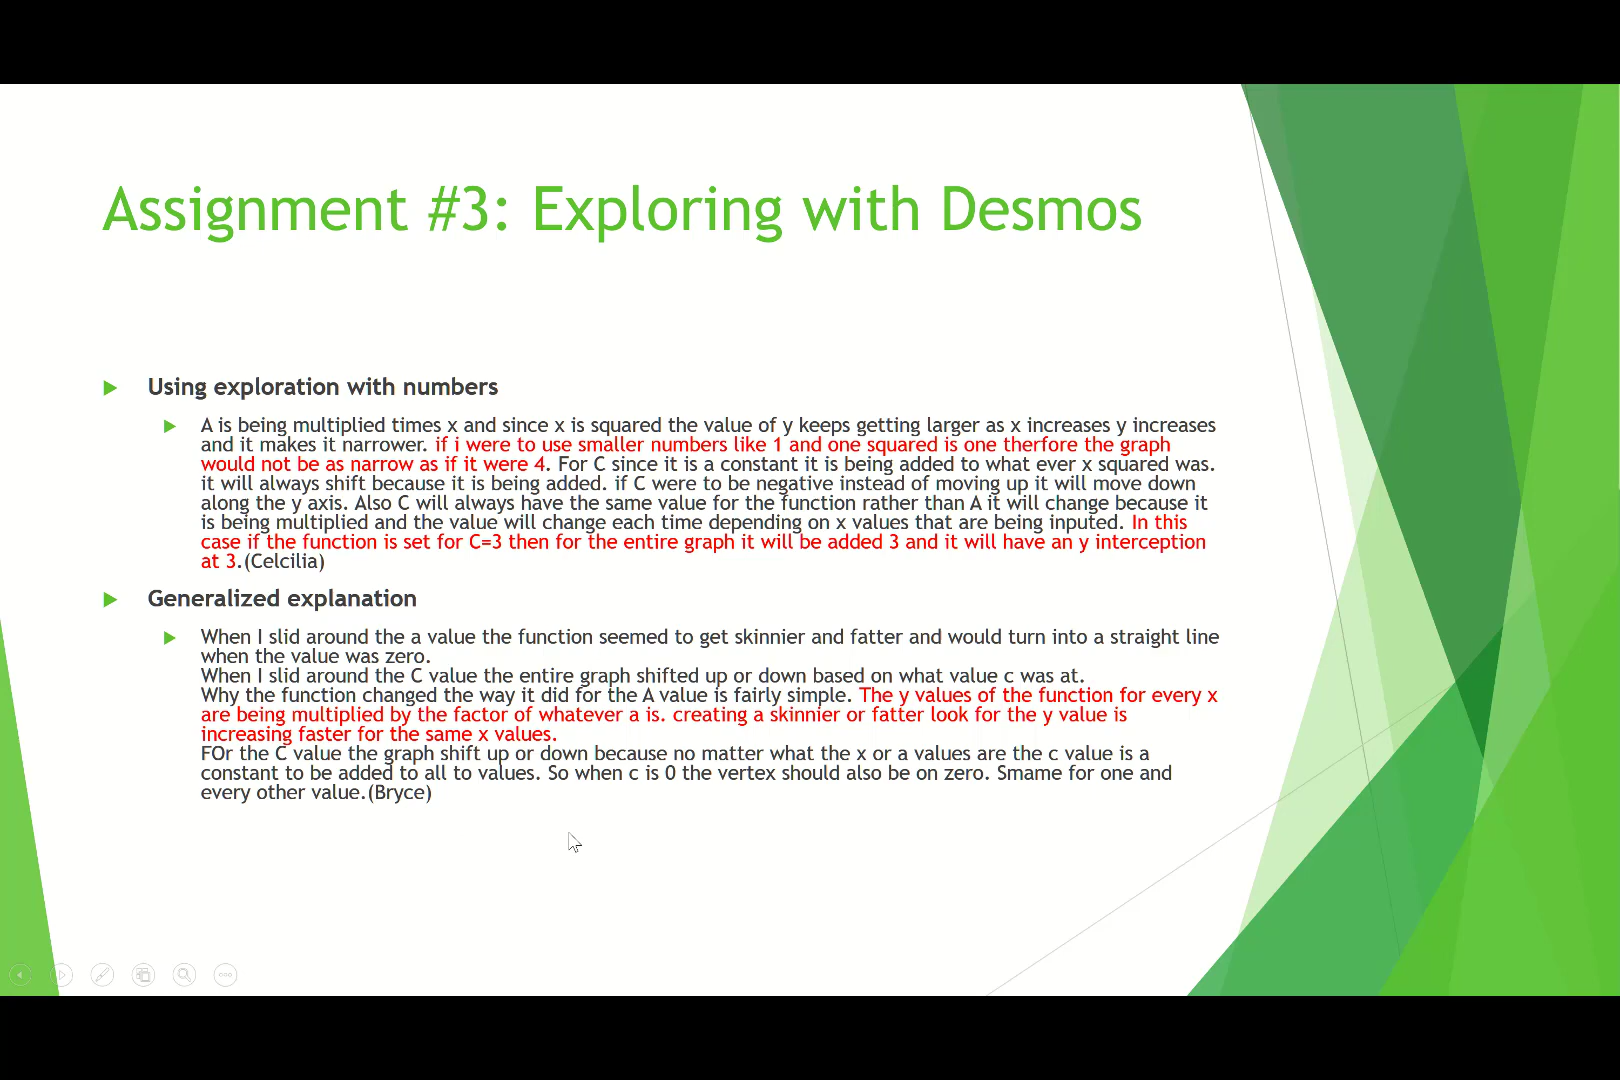 Assignment #3: Exploring with Desmos
Using exploration with numbers
A is being multiplied times x and since x is squared the value of y keeps getting larger as x increases y increases
and it makes it narrower. if i were to use smaller numbers like 1 and one squared is one therfore the graph
would not be as narrow as if it were 4. For C since it is a constant it is being added to what ever x squared was.
it will always shift because it is being added. if C were to be negative instead of moving up it will move down
along the y axis. Also C will always have the same value for the function rather than A it will change because it
is being multiplied and the value will change each time depending on x values that are being inputed. In this
case if the function is set for C=3 then for the entire graph it will be added 3 and it will have an y interception
at 3.(Celcilia)
Generalized explanation
When I slid around the a value the function seemed to get skinnier and fatter and would turn into a straight line
when the value was zero.
When I slid around the C value the entire graph shifted up or down based on what value c was at.
Why the function changed the way it did for the A value is fairly simple. The y values of the function for every x
are being multiplied by the factor of whatever a is. creating a skinnier or fatter look for the y value is
increasing faster for the same x values.
FOr the C value the graph shift up or down because no matter what the x or a values are the c value is a
constant to be added to all to values. So when c is 0 the vertex should also be on zero. Smame for one and
every other value.(Bryce)